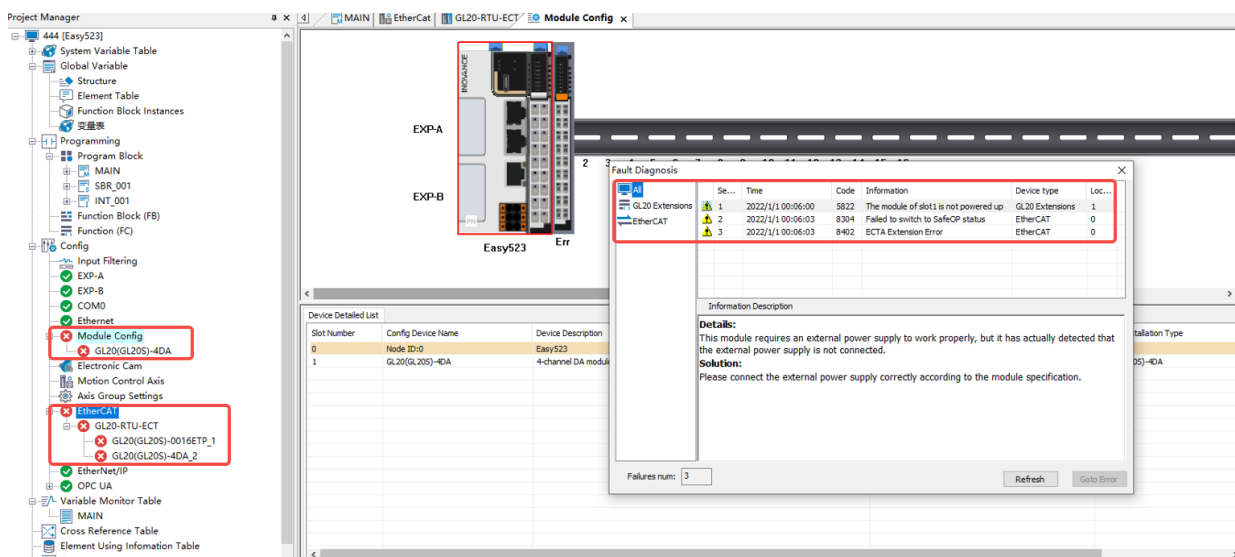 Project Manager
MAIN
EtherCat
GL20-RTU-ECT
Module Config
444 [Easy523]
System Variable Table
Global Variable
Structure
Element Table
Function Block Instances
变量表
Programming
Program Block
MAIN
SBR_001
INT_001
Function Block (FB)
Function (FC)
Config
Input Filtering
EXP-A
EXP-B
COM0
Ethernet
Module Config
GL20(GL20S)-4DA
Electronic Cam
Motion Control Axis
Axis Group Settings
EtherCAT
GL20-RTU-ECT
GL20(GL20S)-0016ETP_1
GL20(GL20S)-4DA_2
EtherNet/IP
OPC UA
Variable Monitor Table
MAIN
Cross Reference Table
Element Using Infomation Table
INOVANCE
EXP-A
EXP-B
Easy523
Err
2
Device Detailed List
Slot Number Config Device Name Device Description
0 Node ID:0 Easy523
1 GL20(GL20S)-4DA 4-channel DA modul
stallation Type
0S)-4DA
Fault Diagnosis
All
GL20 Extensions
EtherCAT
Se... Time Code Information Device type Loc...
1 2022/1/1 00:06:00 5822 The module of slot1 is not powered up GL20 Extensions 1
2 2022/1/1 00:06:03 8304 Failed to switch to SafeOP status EtherCAT 0
3 2022/1/1 00:06:03 8402 ECTA Extension Error EtherCAT 0
Information Description
Details:
This module requires an external power supply to work properly, but it has actually detected that
the external power supply is not connected.
Solution:
Please connect the external power supply correctly according to the module specification.
Failures num: 3
Refresh
Goto Error